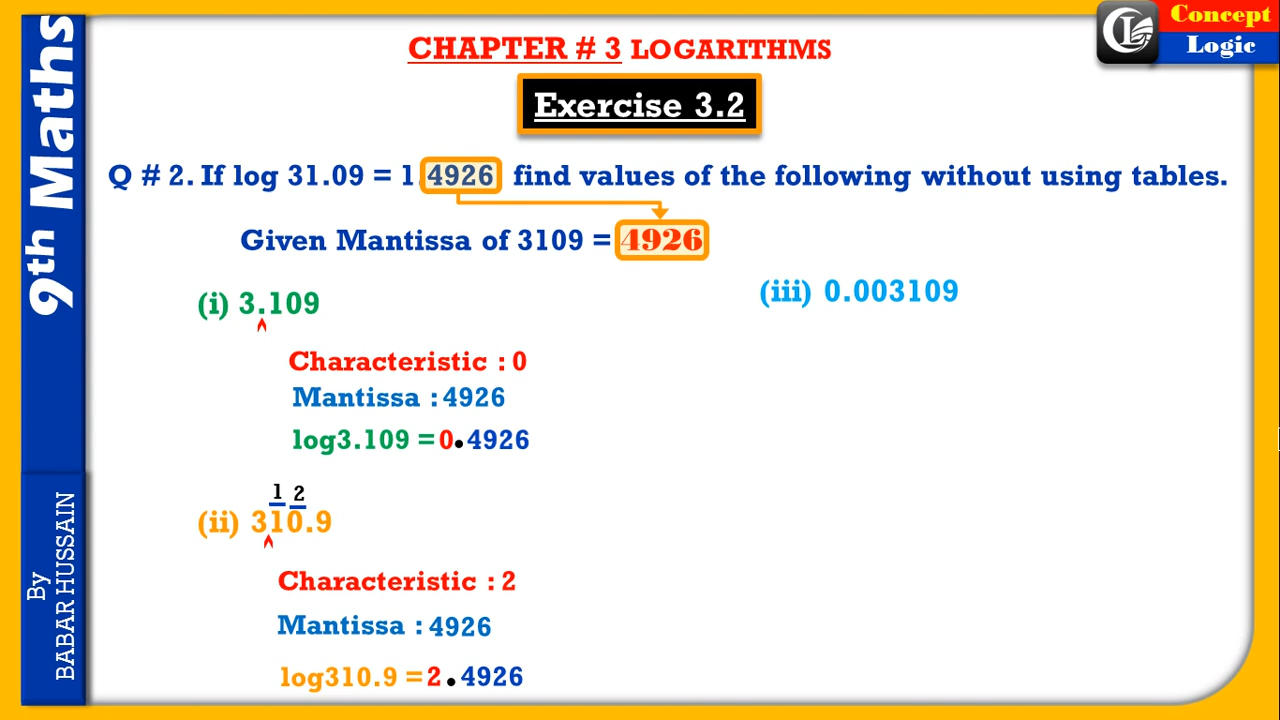 9th Maths
By
BABAR HUSSAIN
Concept
Logic
CHAPTER # 3 LOGARITHMS
Exercise 3.2
Q # 2. If log 31.09 = 1.4926 find values of the following without using tables.
Given Mantissa of 3109 = 4926
(i) 3.109
^
Characteristic : 0
Mantissa : 4926
log3.109 = 0.4926
1 2
(ii) 310.9
^
Characteristic : 2
Mantissa : 4926
log310.9 = 2.4926
(iii) 0.003109